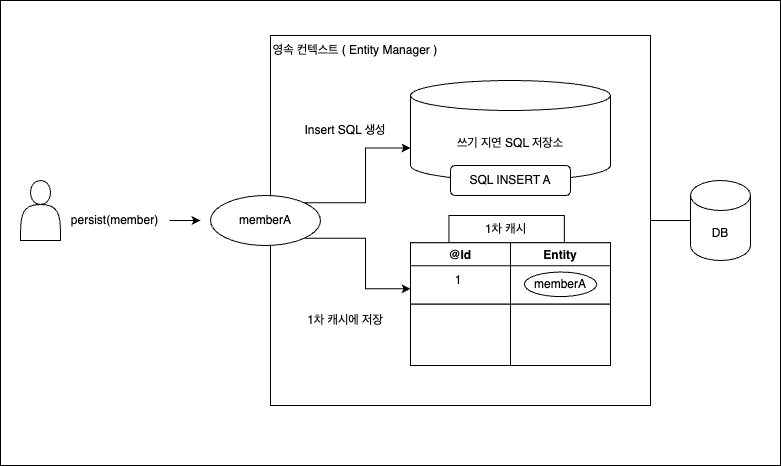 영속 컨텍스트 ( Entity Manager )
Insert SQL 생성
쓰기 지연 SQL 저장소
SQL INSERT A
persist(member)
memberA
1차 캐시
@Id Entity
1 memberA
1차 캐시에 저장
DB